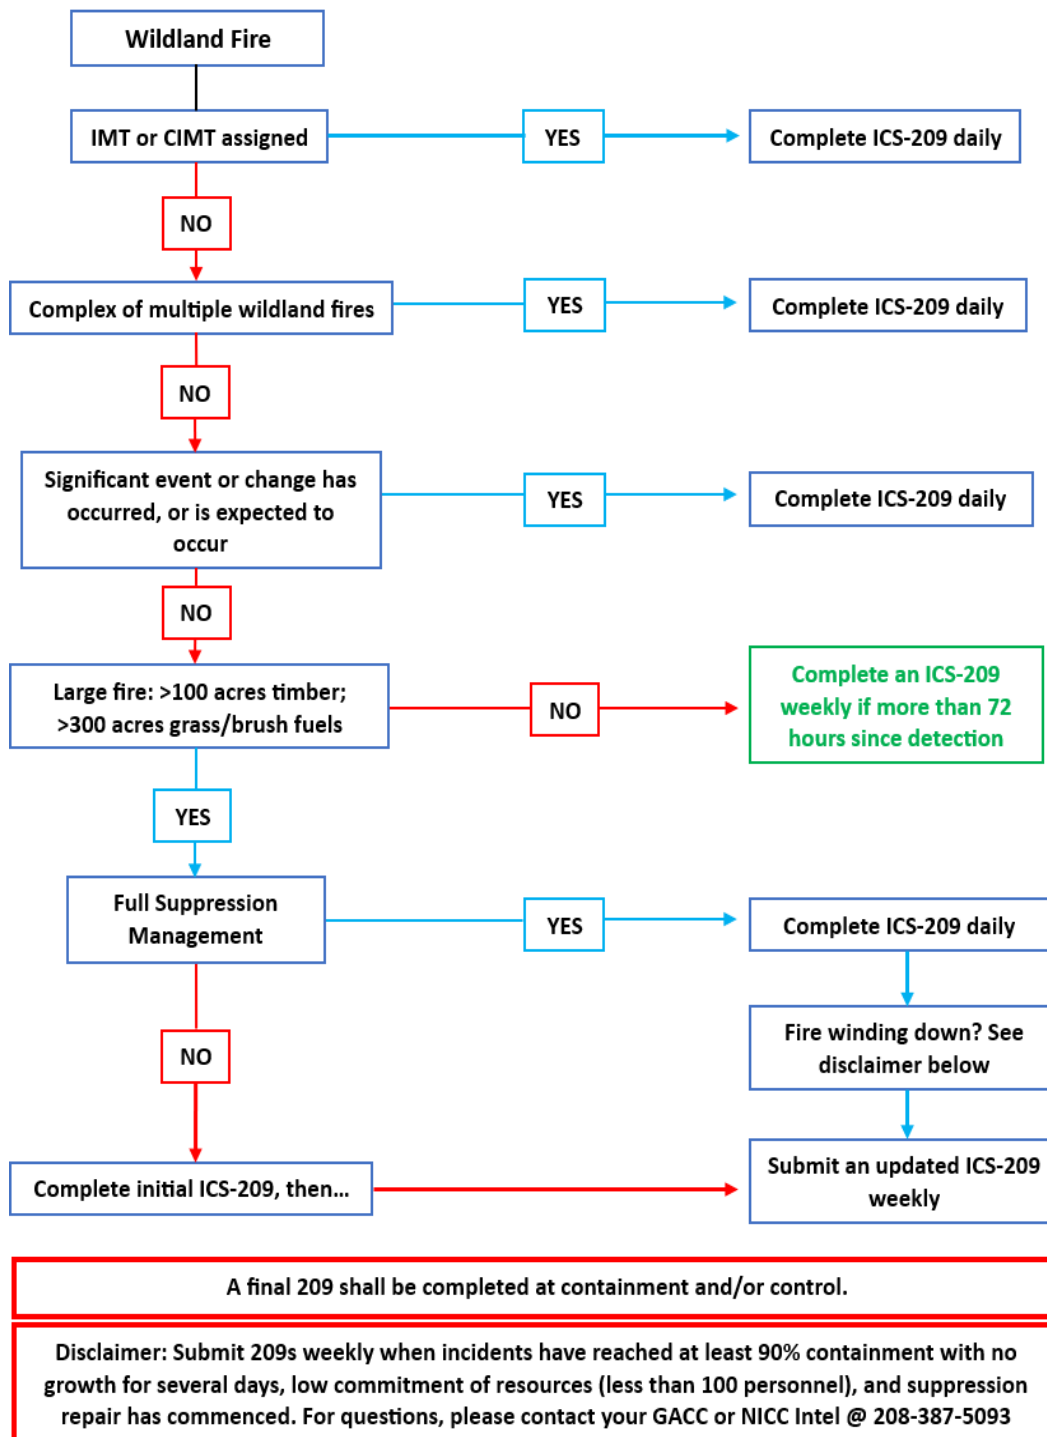 Wildland Fire
IMT or CIMT assigned
YES
Complete ICS-209 daily
NO
Complex of multiple wildland fires
YES
Complete ICS-209 daily
NO
Significant event or change has
occurred, or is expected to
occur
YES
Complete ICS-209 daily
NO
Large fire: >100 acres timber;
>300 acres grass/brush fuels
NO
Complete an ICS-209
weekly if more than 72
hours since detection
YES
Full Suppression
Management
YES
Complete ICS-209 daily
NO
Fire winding down? See
disclaimer below
Complete initial ICS-209, then...
Submit an updated ICS-209
weekly
A final 209 shall be completed at containment and/or control.
Disclaimer: Submit 209s weekly when incidents have reached at least 90% containment with no
growth for several days, low commitment of resources (less than 100 personnel), and suppression
repair has commenced. For questions, please contact your GACC or NICC Intel @ 208-387-5093